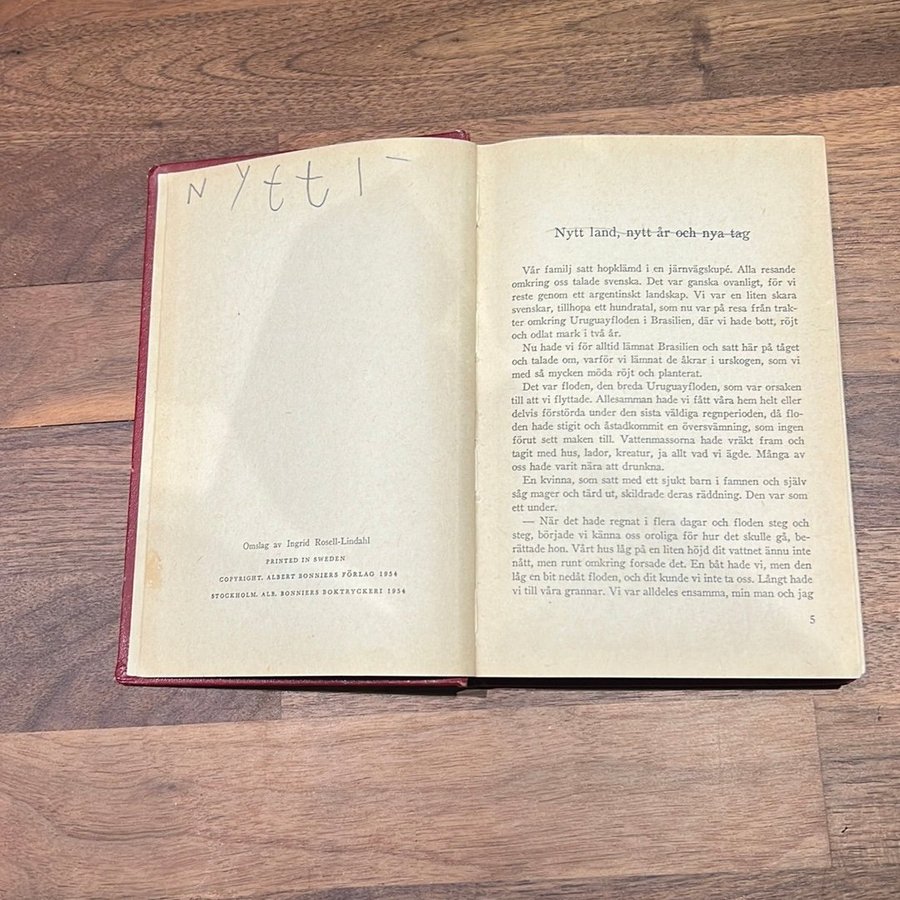 NYtt l-
Omslag av Ingrid Rosell-Lindahl
PRINTED IN SWEDEN
COPYRIGHT. ALBERT BONNIERS FÖRLAG 1954
STOCKHOLM. ALB. BONNIERS BOKTRYCKERI 1954
Nytt land, nytt år och nya tag
Vår familj satt hopklämd i en järnvägskupé. Alla resande
omkring oss talade svenska. Det var ganska ovanligt, för vi
reste genom ett argentinskt landskap. Vi var en liten skara
svenskar, tillhopa ett hundratal, som nu var på resa från trak-
ter omkring Uruguayfloden i Brasilien, där vi hade bott, röjt
och odlat mark i två år.
Nu hade vi för alltid lämnat Brasilien och satt här på tåget
och talade om, varför vi lämnat de åkrar i urskogen, som vi
med så mycken möda röjt och planterat.
Det var floden, den breda Uruguayfloden, som var orsaken
till att vi flyttade. Allesamman hade vi fått våra hem helt eller
delvis förstörda under den sista väldiga regnperioden, då flo-
den hade stigit och åstadkommit en översvämning, som ingen
förut sett maken till. Vattenmassorna hade vräkt fram och
tagit med hus, lador, kreatur, ja allt vad vi ägde. Många av
oss hade varit nära att drunkna.
En kvinna, som satt med ett sjukt barn i famnen och själv
såg mager och tärd ut, skildrade deras räddning. Den var som
ett under.
— När det hade regnat i flera dagar och floden steg och
steg, började vi känna oss oroliga för hur det skulle gå, be-
rättade hon. Vårt hus låg på en liten höjd dit vattnet ännu inte
nått, men runt omkring forsade det. En båt hade vi, men den
låg en bit nedåt floden, och dit kunde vi inte ta oss. Långt hade
vi till våra grannar. Vi var alldeles ensamma, min man och jag
5